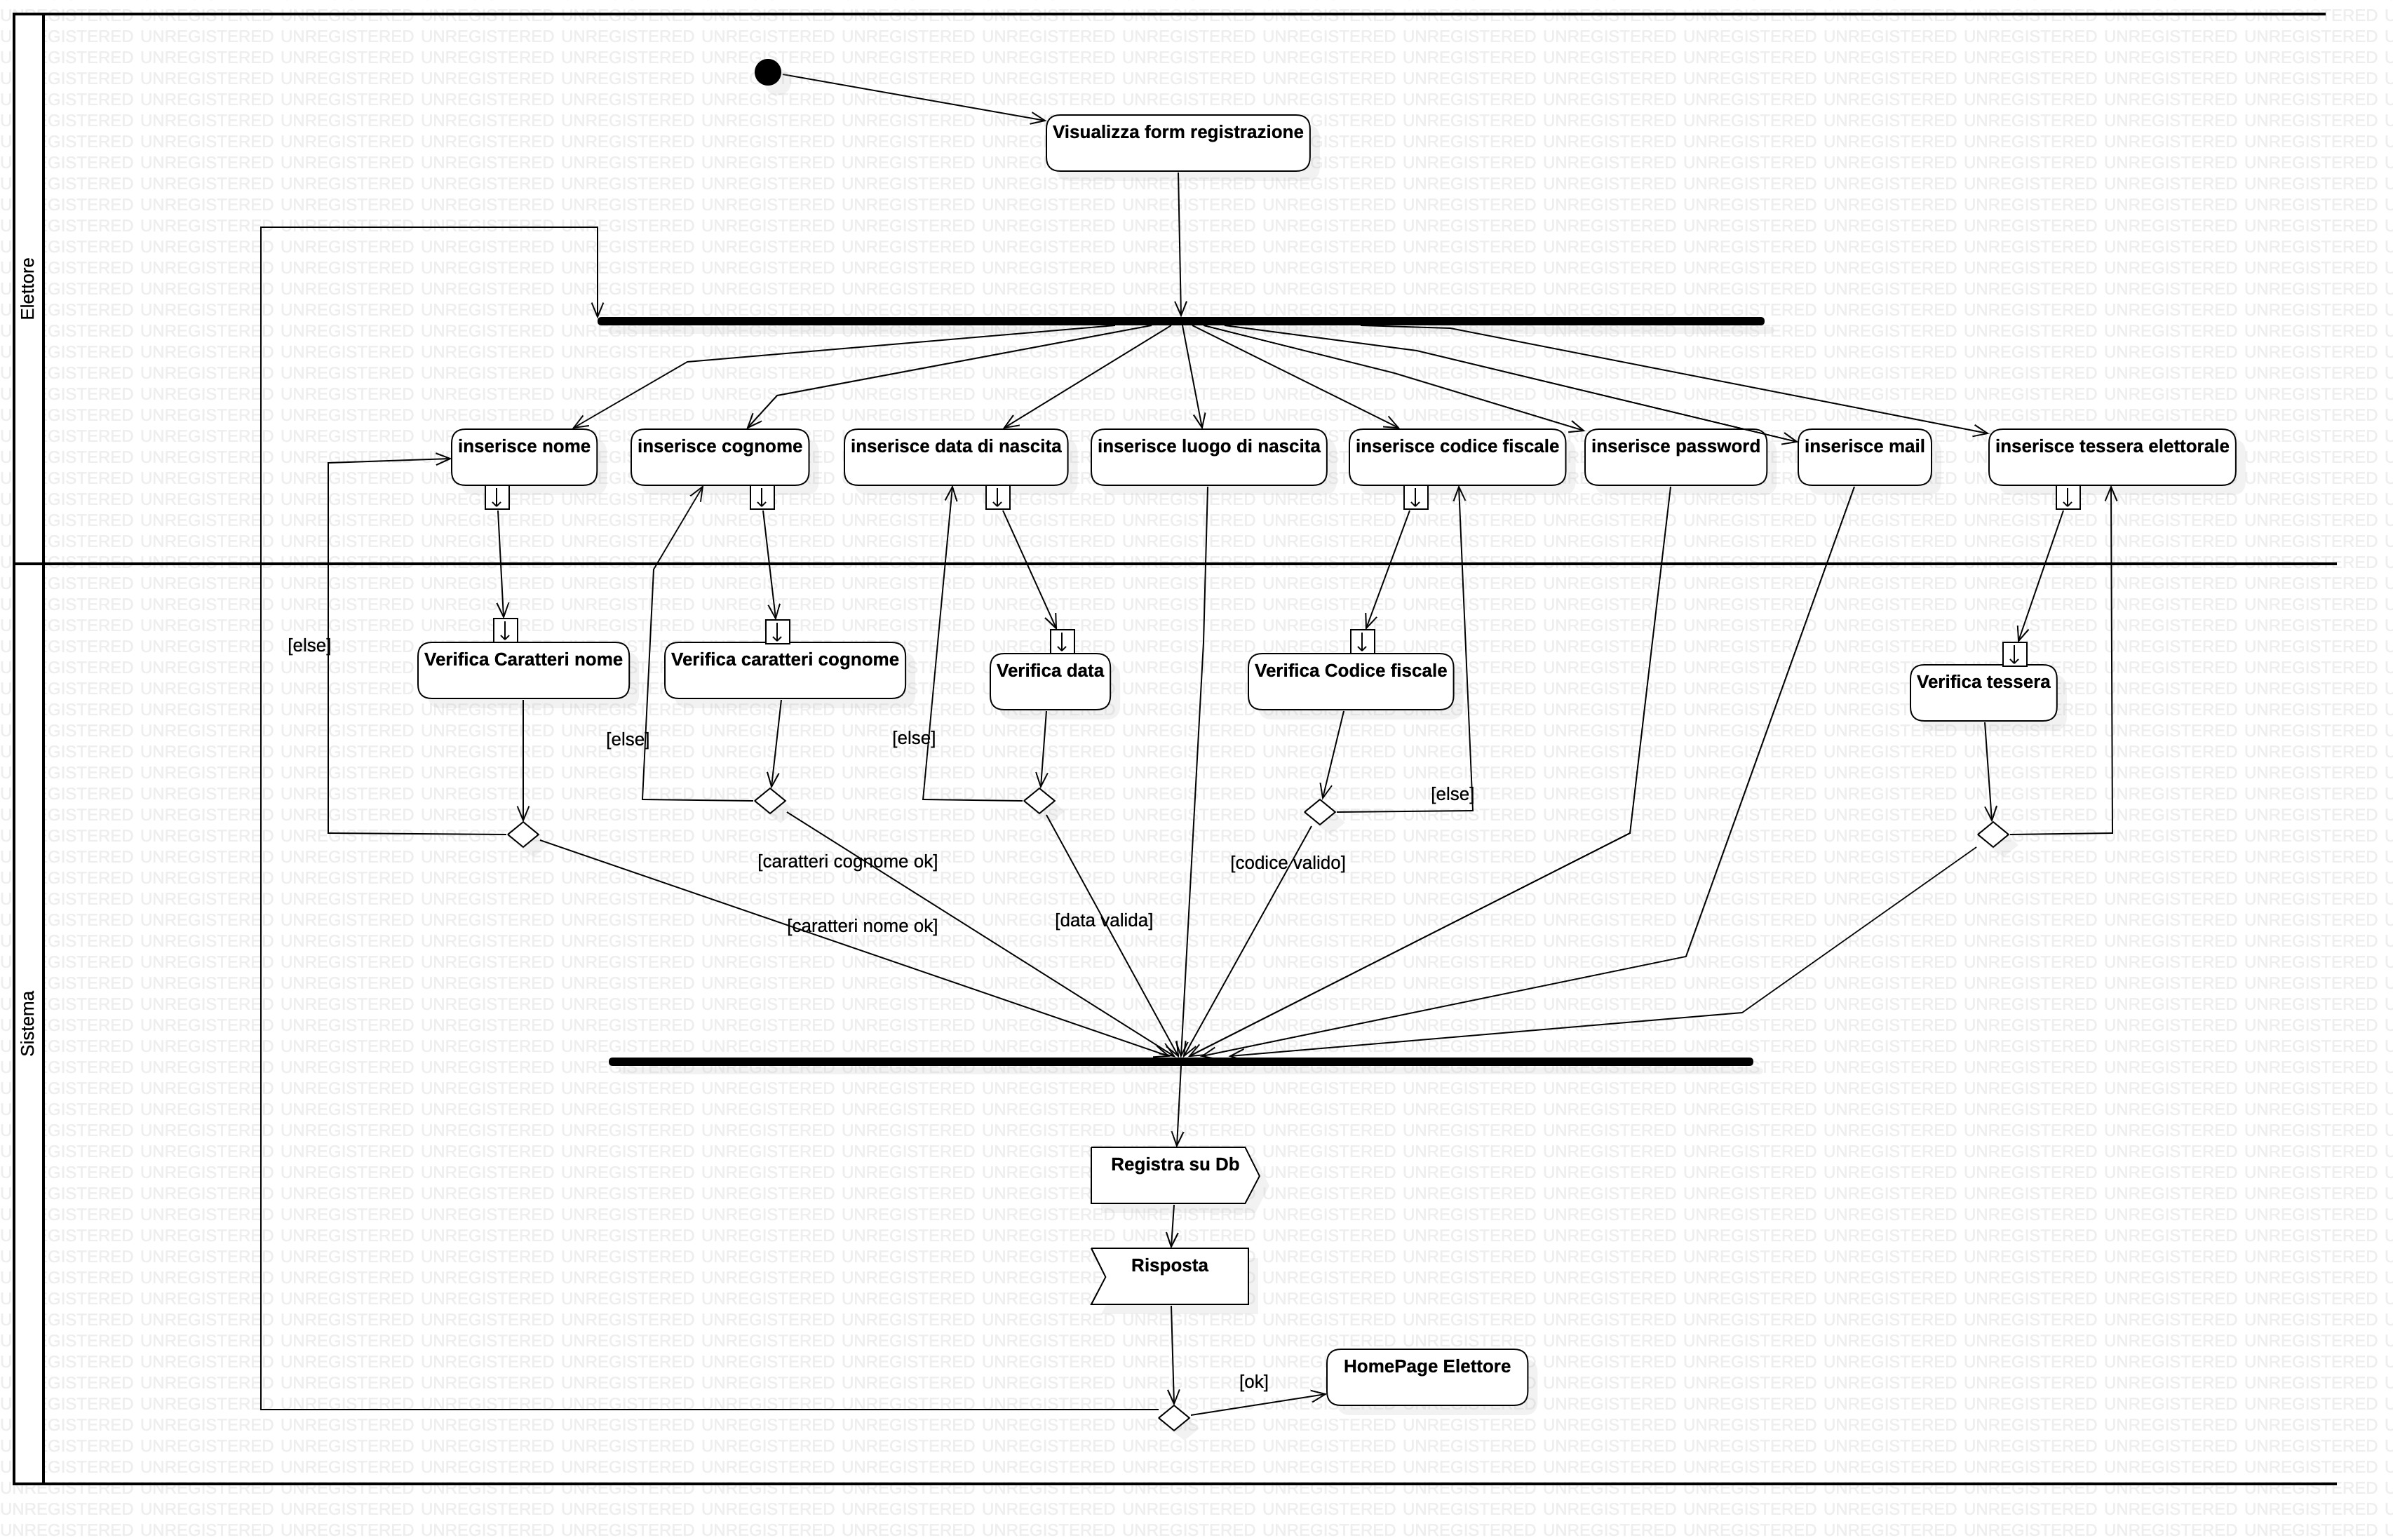 Elettore
Visualizza form registrazione
inserisce nome
inserisce cognome
inserisce data di nascita
inserisce luogo di nascita
inserisce codice fiscale
inserisce password
inserisce mail
inserisce tessera elettorale
Sistema
[else]
Verifica Caratteri nome
Verifica caratteri cognome
Verifica data
Verifica Codice fiscale
Verifica tessera
[else]
[else]
[else]
[caratteri cognome ok]
[codice valido]
[caratteri nome ok]
[data valida]
Registra su Db
Risposta
HomePage Elettore
[ok]
UNREGISTERED